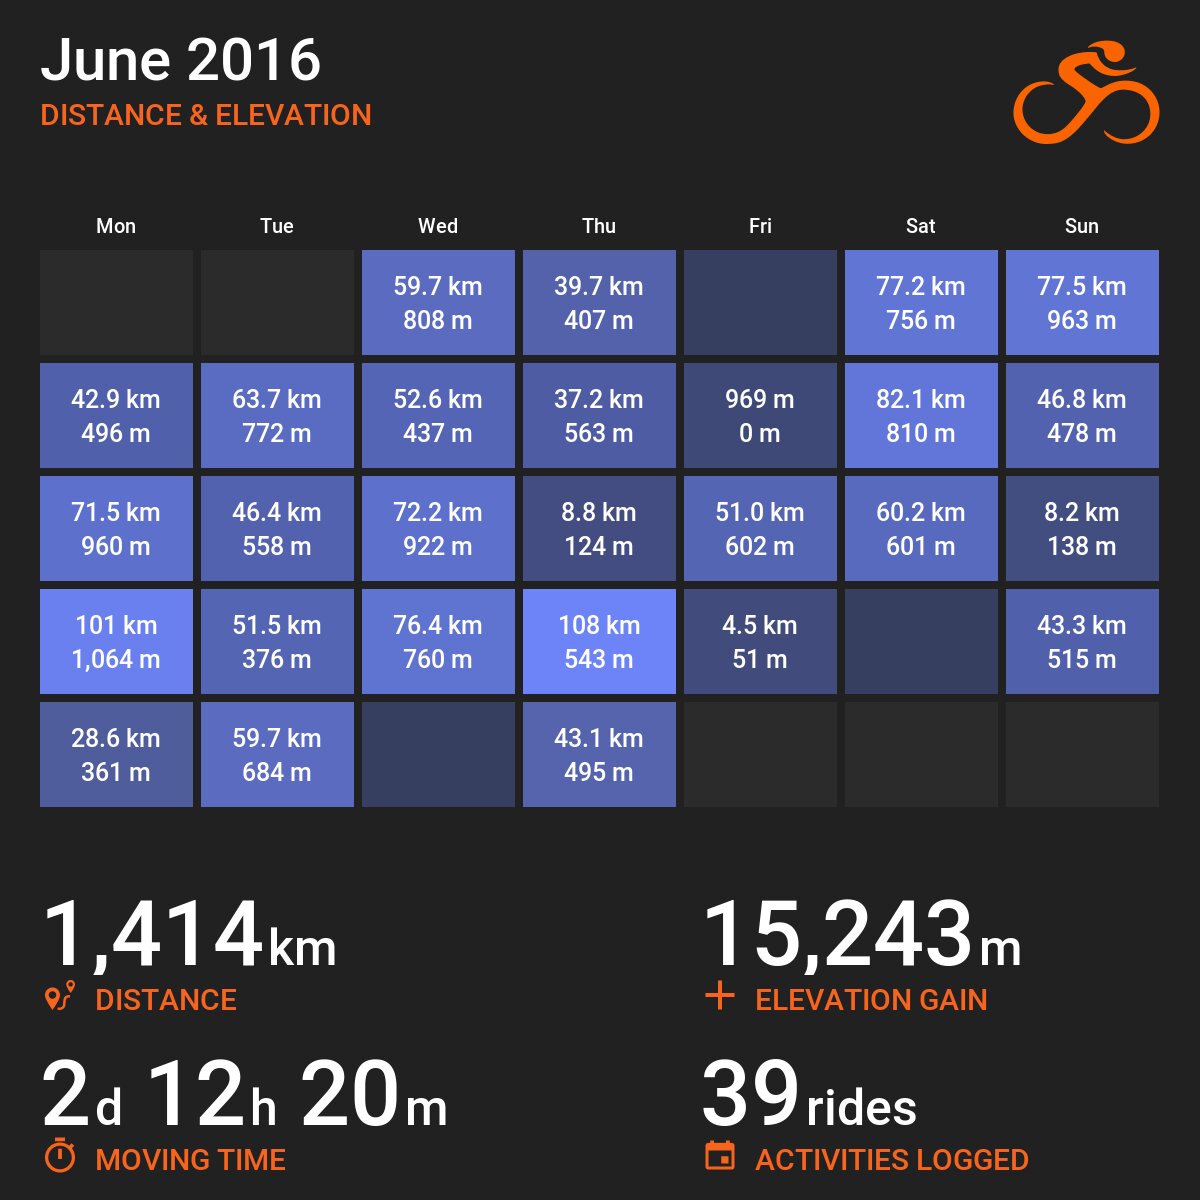 June 2016
DISTANCE & ELEVATION
Mon Tue Wed Thu Fri Sat Sun
59.7 km 39.7 km 77.2 km 77.5 km
808 m 407 m 756 m 963 m
42.9 km 63.7 km 52.6 km 37.2 km 969 m 82.1 km 46.8 km
496 m 772 m 437 m 563 m 0 m 810 m 478 m
71.5 km 46.4 km 72.2 km 8.8 km 51.0 km 60.2 km 8.2 km
960 m 558 m 922 m 124 m 602 m 601 m 138 m
101 km 51.5 km 76.4 km 108 km 4.5 km 43.3 km
1,064 m 376 m 760 m 543 m 51 m 515 m
28.6 km 59.7 km 43.1 km
361 m 684 m 495 m
1,414 km 15,243 m
DISTANCE ELEVATION GAIN
2d 12h 20m 39 rides
MOVING TIME ACTIVITIES LOGGED